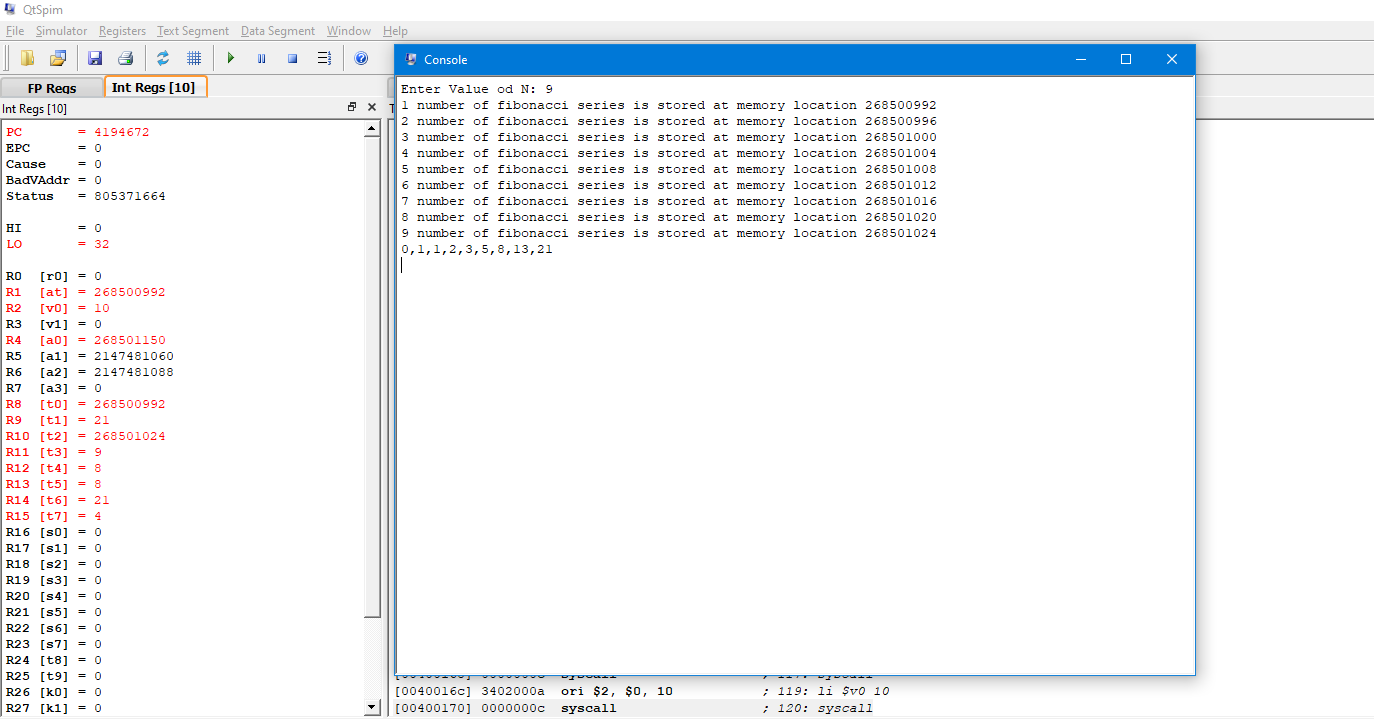 QtSpim
File Simulator Registers Text Segment Data Segment Window Help
FP Regs Int Regs [10]
Int Regs [10]
PC = 4194672
EPC = 0
Cause = 0
BadVAddr = 0
Status = 805371664
HI = 0
LO = 32
R0 [r0] = 0
R1 [at] = 268500992
R2 [v0] = 10
R3 [v1] = 0
R4 [a0] = 268501150
R5 [a1] = 2147481060
R6 [a2] = 2147481088
R7 [a3] = 0
R8 [t0] = 268500992
R9 [t1] = 21
R10 [t2] = 268501024
R11 [t3] = 9
R12 [t4] = 8
R13 [t5] = 8
R14 [t6] = 21
R15 [t7] = 4
R16 [s0] = 0
R17 [s1] = 0
R18 [s2] = 0
R19 [s3] = 0
R20 [s4] = 0
R21 [s5] = 0
R22 [s6] = 0
R23 [s7] = 0
R24 [t8] = 0
R25 [t9] = 0
R26 [k0] = 0
R27 [k1] = 0
Console
Enter Value od N: 9
1 number of fibonacci series is stored at memory location 268500992
2 number of fibonacci series is stored at memory location 268500996
3 number of fibonacci series is stored at memory location 268501000
4 number of fibonacci series is stored at memory location 268501004
5 number of fibonacci series is stored at memory location 268501008
6 number of fibonacci series is stored at memory location 268501012
7 number of fibonacci series is stored at memory location 268501016
8 number of fibonacci series is stored at memory location 268501020
9 number of fibonacci series is stored at memory location 268501024
0,1,1,2,3,5,8,13,21
[0040016c] 3402000a ori $2, $0, 10 ; 119: li $v0 10
[00400170] 0000000c syscall ; 120: syscall